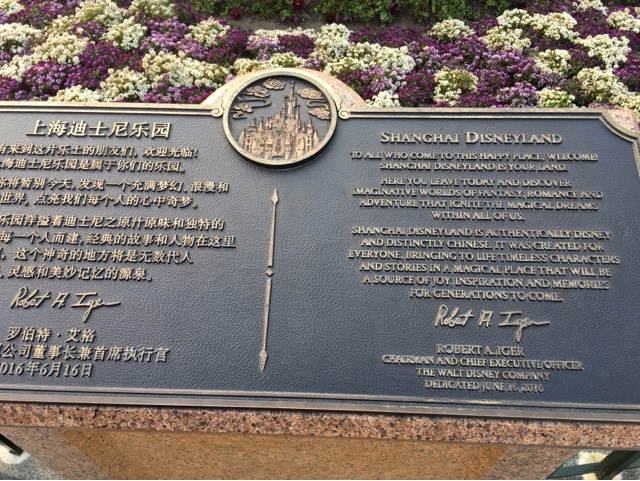 上海迪士尼乐园
有来到这片乐土的朋友们，欢迎光临！
海迪士尼乐园是属于你们的乐园。
你将暂别今天，发现一个充满梦幻、浪漫和
世界，点亮我们每个人的心中奇梦。
乐园洋溢着迪士尼之原汁原味和独特的
每一个人而建，经典的故事和人物在这里
，这个神奇的地方将是无数代人
、灵感和美妙记忆的源泉。
Robert A. Iger
罗伯特·艾格
公司董事长兼首席执行官
016年6月16日
SHANGHAI DISNEYLAND
TO ALL WHO COME TO THIS HAPPY PLACE, WELCOME!
SHANGHAI DISNEYLAND IS YOUR LAND.
HERE YOU LEAVE TODAY AND DISCOVER
IMAGINATIVE WORLDS OF FANTASY, ROMANCE AND
ADVENTURE THAT IGNITE THE MAGICAL DREAMS
WITHIN ALL OF US.
SHANGHAI DISNEYLAND IS AUTHENTICALLY DISNEY
AND DISTINCTLY CHINESE. IT WAS CREATED FOR
EVERYONE, BRINGING TO LIFE TIMELESS CHARACTERS
AND STORIES IN A MAGICAL PLACE THAT WILL BE
A SOURCE OF JOY, INSPIRATION AND MEMORIES
FOR GENERATIONS TO COME.
Robert A. Iger
ROBERT A. IGER
CHAIRMAN AND CHIEF EXECUTIVE OFFICER
THE WALT DISNEY COMPANY
DEDICATED JUNE 16, 2016